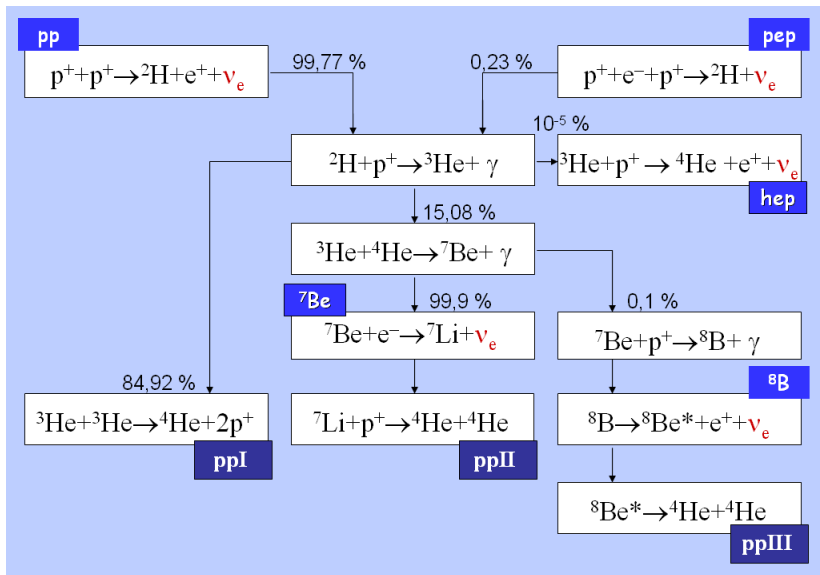 pp
pep
p⁺+p⁺→²H+e⁺+νₑ
99,77 %
0,23 %
p⁺+e⁻+p⁺→²H+νₑ
²H+p⁺→³He+ γ
10⁻⁵ %
³He+p⁺→ ⁴He +e⁺+νₑ
hep
15,08 %
³He+⁴He→⁷Be+ γ
⁷Be
99,9 %
0,1 %
⁷Be+e⁻→⁷Li+νₑ
⁷Be+p⁺→⁸B+ γ
84,92 %
⁸B
³He+³He→⁴He+2p⁺
⁷Li+p⁺→⁴He+⁴He
⁸B→⁸Be*+e⁺+νₑ
ppI
ppII
⁸Be*→⁴He+⁴He
ppIII